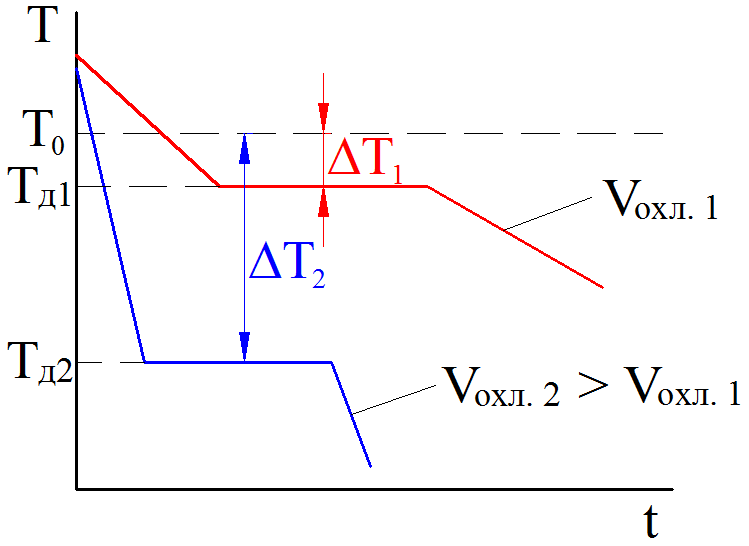 T
T₀
ΔT₁
Tд1
Vохл. 1
ΔT₂
Tд2
Vохл. 2 > Vохл. 1
t